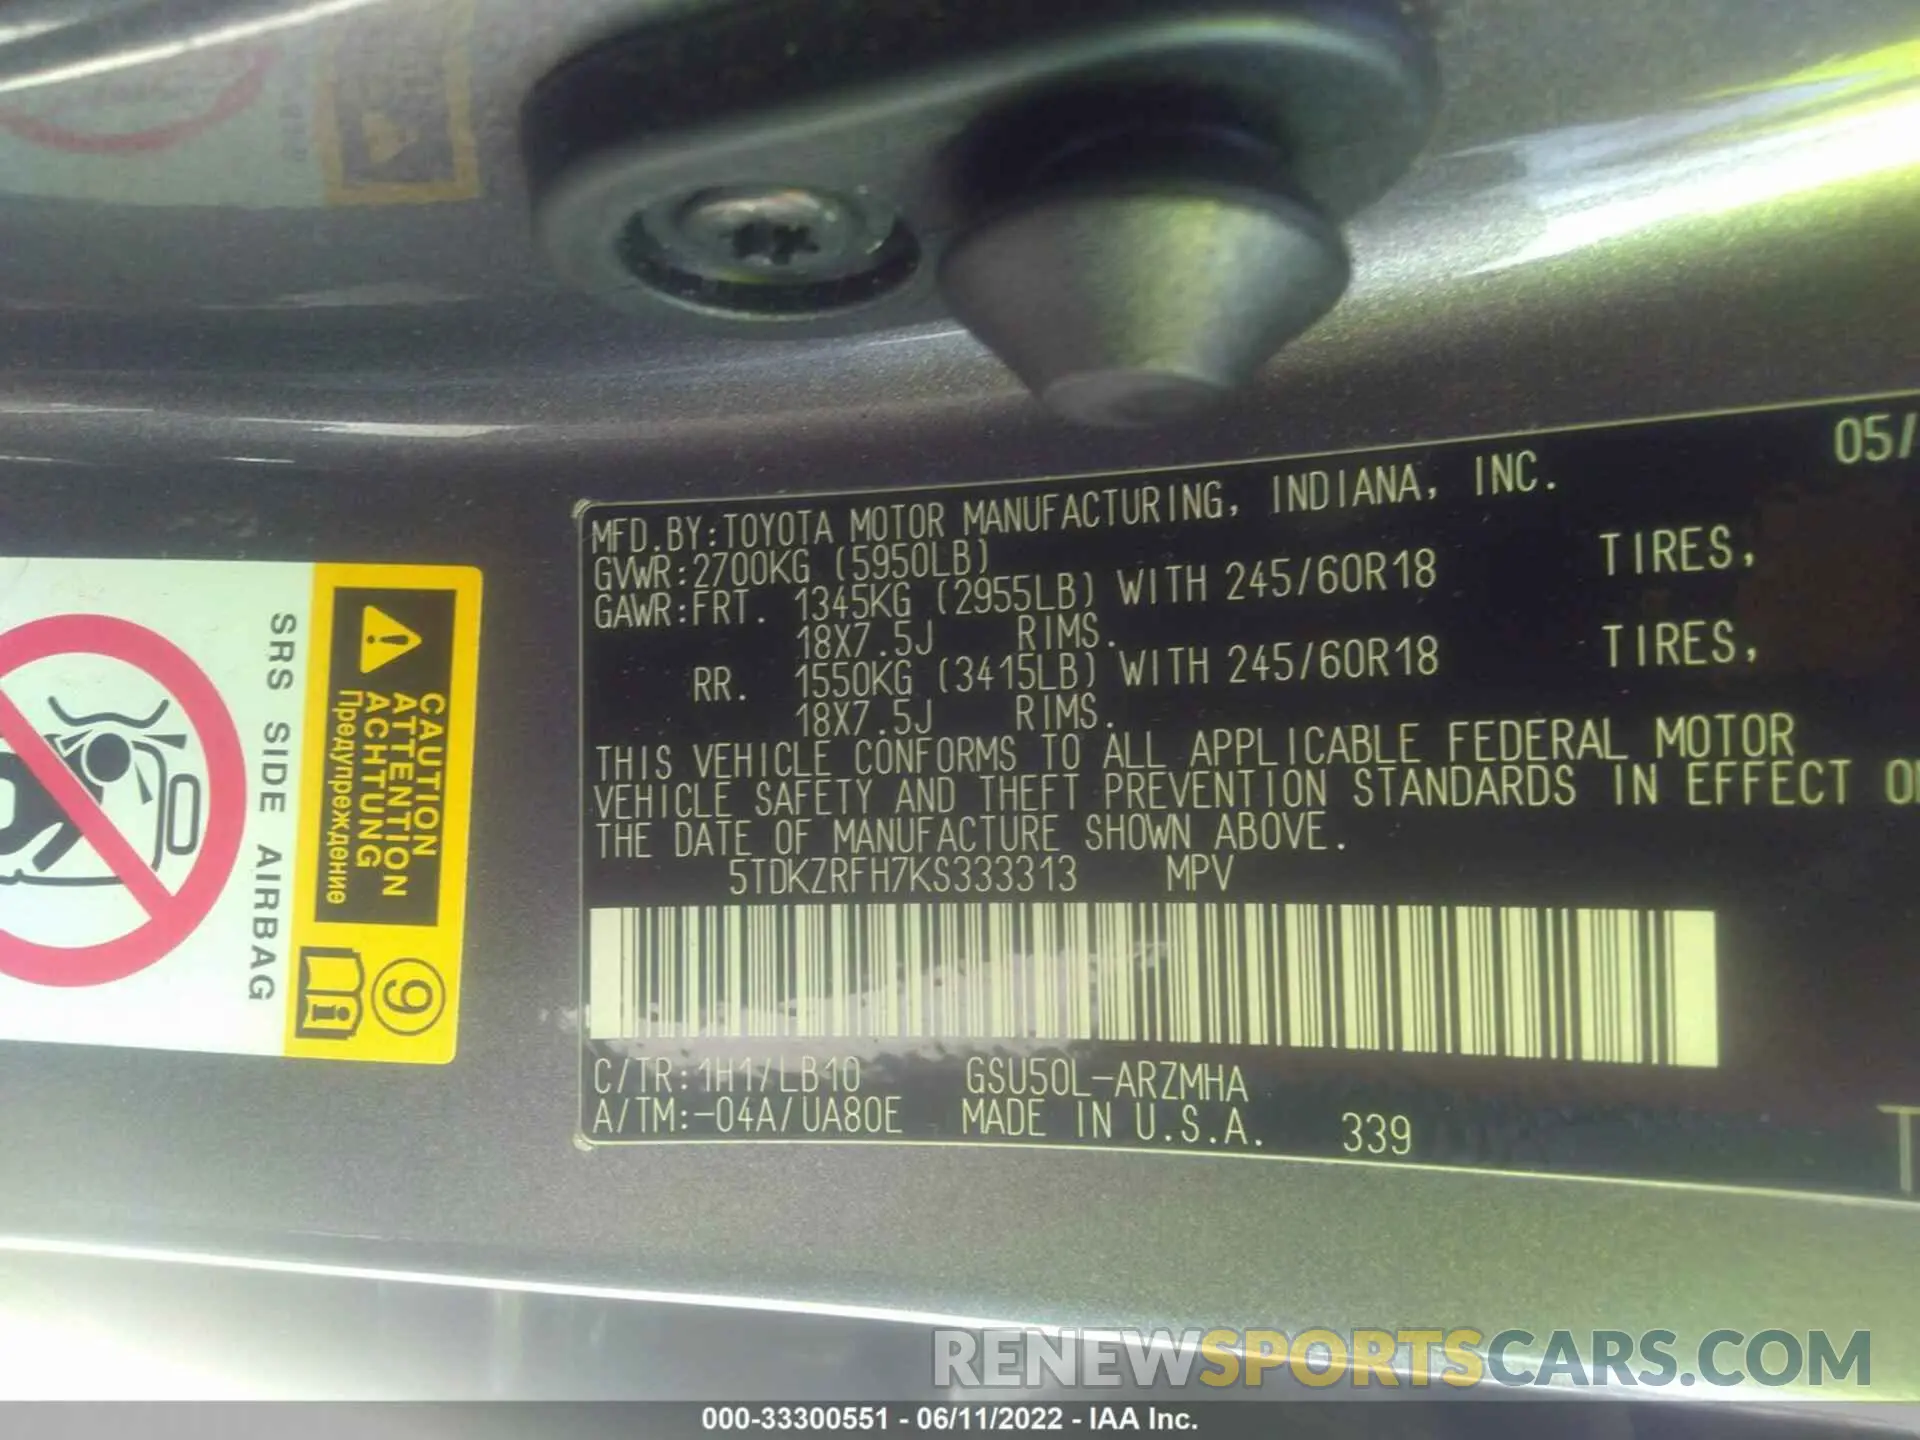 05/
MFD.BY:TOYOTA MOTOR MANUFACTURING, INDIANA, INC.
GVWR:2700KG (5950LB)
GAWR:FRT. 1345KG (2955LB) WITH 245/60R18 TIRES,
18X7.5J RIMS.
RR. 1550KG (3415LB) WITH 245/60R18 TIRES,
18X7.5J RIMS.
THIS VEHICLE CONFORMS TO ALL APPLICABLE FEDERAL MOTOR
VEHICLE SAFETY AND THEFT PREVENTION STANDARDS IN EFFECT
THE DATE OF MANUFACTURE SHOWN ABOVE.
5TDKZRFH7KS333313 MPV
C/TR:1H1/LB10 GSU50L-ARZMHA
A/TM:-04A/UA80E MADE IN U.S.A. 339
CAUTION
ATTENTION
ACHTUNG
Предупреждение
9
SRS SIDE AIRBAG
RENEWSPORTSCARS.COM
000-33300551 - 06/11/2022 - IAA Inc.